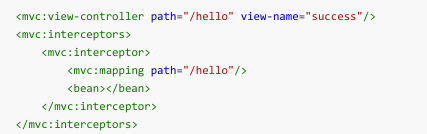 <mvc:view-controller path="/hello" view-name="success"/>
<mvc:interceptors>
    <mvc:interceptor>
        <mvc:mapping path="/hello"/>
        <bean></bean>
    </mvc:interceptor>
</mvc:interceptors>